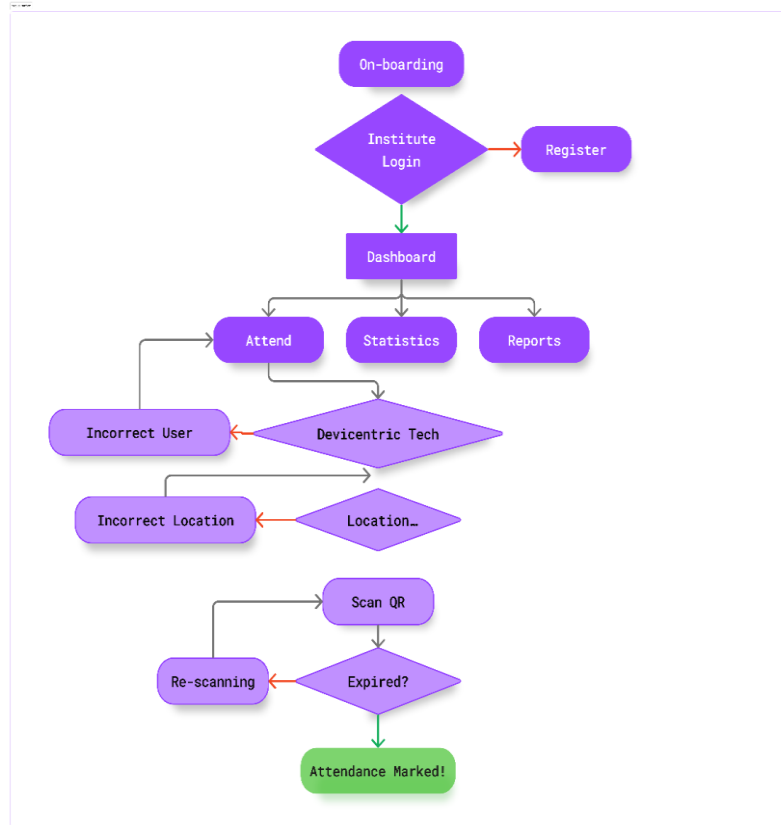 On-boarding
Institute
Login
Register
Dashboard
Attend
Statistics
Reports
Incorrect User
Devicentric Tech
Incorrect Location
Location…
Scan QR
Re-scanning
Expired?
Attendance Marked!